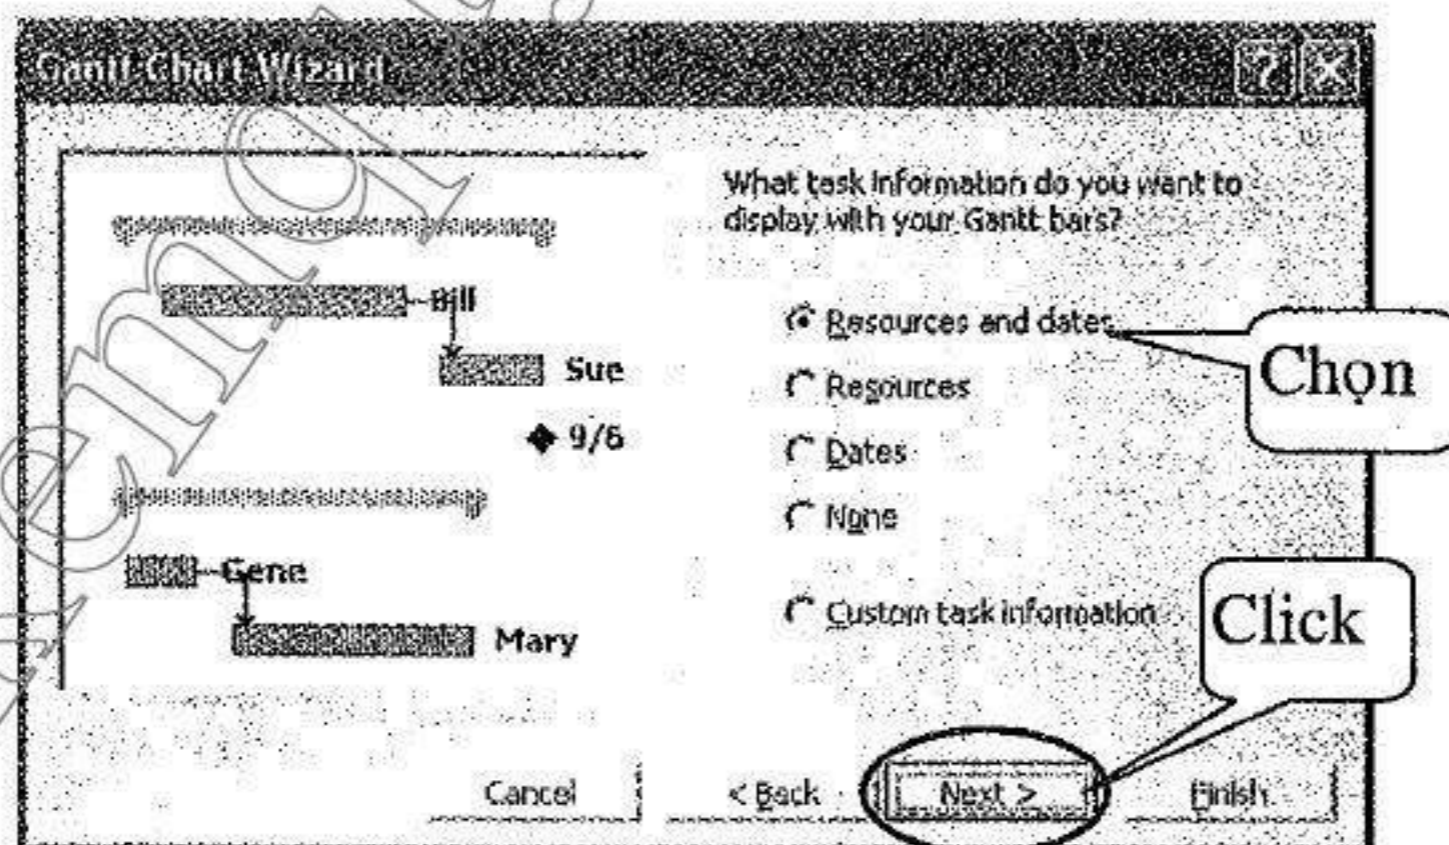 Gantt Chart Wizard
What task information do you want to
display with your Gantt bars?
Bill
Sue
9/6
Gene
Mary
Resources and dates
Resources
Dates
None
Custom task information
Chọn
Click
Cancel
< Back
Next >
Finish